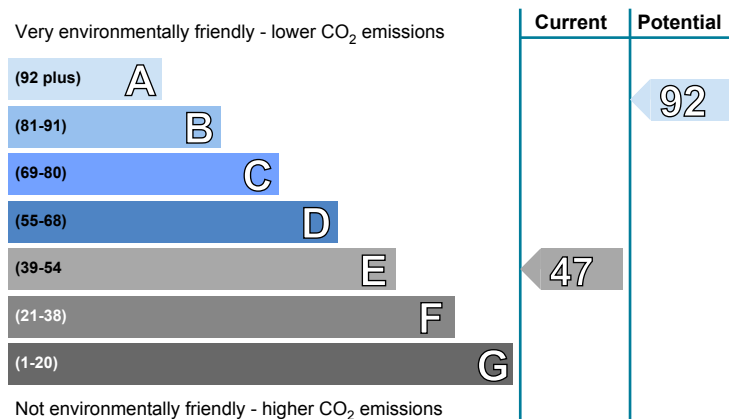 Current Potential
Very environmentally friendly - lower CO₂ emissions
(92 plus) A
92
(81-91) B
(69-80) C
(55-68) D
(39-54 E
47
(21-38) F
(1-20) G
Not environmentally friendly - higher CO₂ emissions